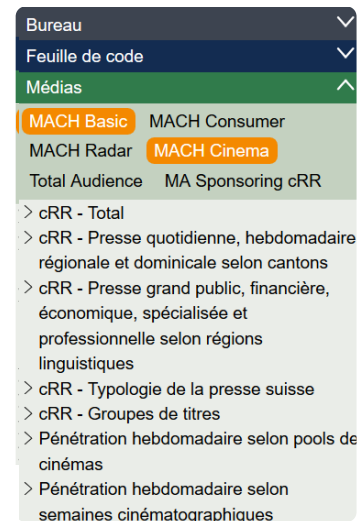 Bureau
Feuille de code
Médias
MACH Basic MACH Consumer
MACH Radar MACH Cinema
Total Audience MA Sponsoring cRR
cRR - Total
cRR - Presse quotidienne, hebdomadaire
régionale et dominicale selon cantons
cRR - Presse grand public, financière,
économique, spécialisée et
professionnelle selon régions
linguistiques
cRR - Typologie de la presse suisse
cRR - Groupes de titres
Pénétration hebdomadaire selon pools de
cinémas
Pénétration hebdomadaire selon
semaines cinématographiques